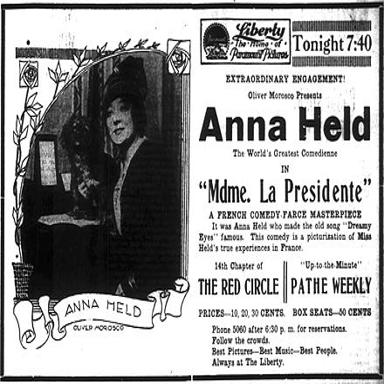 Liberty
The Home of
Paramount Pictures
Tonight 7:40
EXTRAORDINARY ENGAGEMENT!
Oliver Morosco Presents
Anna Held
The World's Greatest Comedienne
IN
"Mdme. La Presidente"
A FRENCH COMEDY-FARCE MASTERPIECE
It was Anna Held who made the old song "Dreamy
Eyes" famous. This comedy is a picturization of Miss
Held's true experiences in France.
14th Chapter of
THE RED CIRCLE
"Up-to-the-Minute"
PATHE WEEKLY
PRICES—10, 20, 30 CENTS. BOX SEATS—50 CENTS
Phone 5060 after 6:30 p. m. for reservations.
Follow the crowds.
Best Pictures—Best Music—Best People.
Always at The Liberty.
ANNA HELD
OLIVER MOROSCO